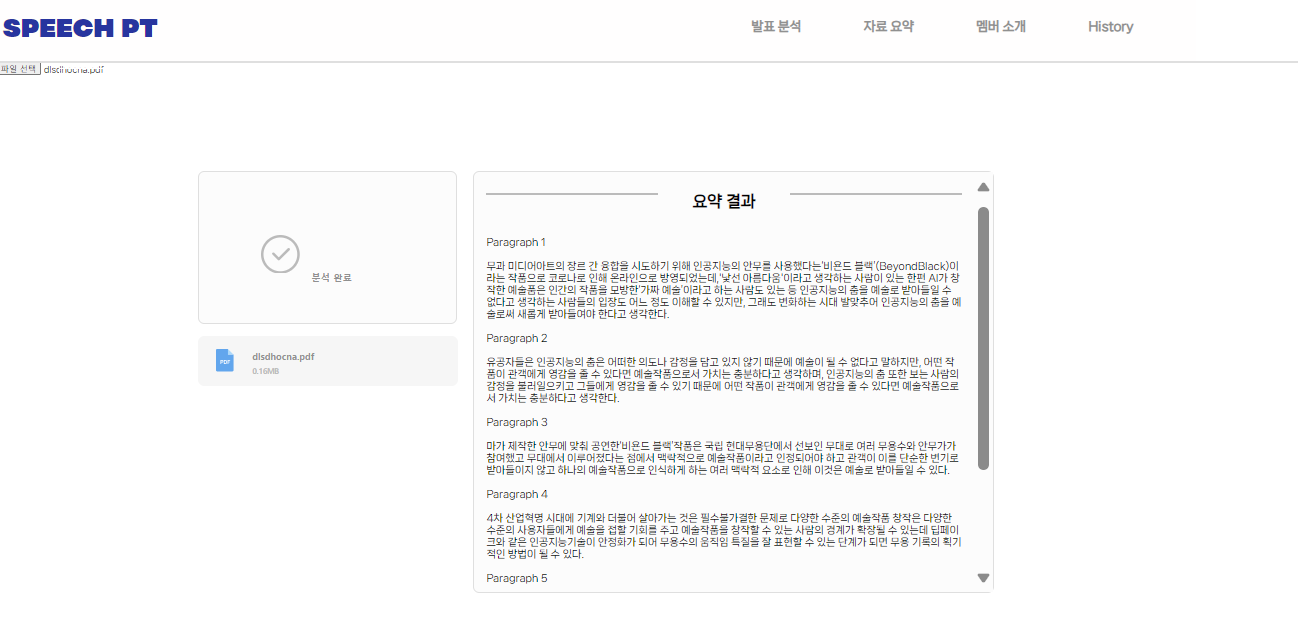 SPEECH PT
발표 분석
자료 요약
멤버 소개
History
파일 선택 dlsdhocna.pdf
분석 완료
PDF
dlsdhocna.pdf
0.16MB
요약 결과
Paragraph 1
무과 미디어아트의 장르 간 융합을 시도하기 위해 인공지능의 안무를 사용했다는'비욘드 블랙'(BeyondBlack)이
라는 작품으로 코로나로 인해 온라인으로 방영되었는데,'낯선 아름다움'이라고 생각하는 사람이 있는 한편 AI가 창
작한 예술품은 인간의 작품을 모방한'가짜 예술'이라고 하는 사람도 있는 등 인공지능의 춤을 예술로 받아들일 수
없다고 생각하는 사람들의 입장도 어느 정도 이해할 수 있지만, 그래도 변화하는 시대 발맞추어 인공지능의 춤을 예
술로써 새롭게 받아들여야 한다고 생각한다.
Paragraph 2
유공자들은 인공지능의 춤은 어떠한 의도나 감정을 담고 있지 않기 때문에 예술이 될 수 없다고 말하지만, 어떤 작
품이 관객에게 영감을 줄 수 있다면 예술작품으로서 가치는 충분하다고 생각하며, 인공지능의 춤 또한 보는 사람의
감정을 불러일으키고 그들에게 영감을 줄 수 있기 때문에 어떤 작품이 관객에게 영감을 줄 수 있다면 예술작품으로
서 가치는 충분하다고 생각한다.
Paragraph 3
마가 제작한 안무에 맞춰 공연한'비욘드 블랙'작품은 국립 현대무용단에서 선보인 무대로 여러 무용수와 안무가가
참여했고 무대에서 이루어졌다는 점에서 맥락적으로 예술작품이라고 인정되어야 하고 관객이 이를 단순한 변기로
받아들이지 않고 하나의 예술작품으로 인식하게 하는 여러 맥락적 요소로 인해 이것은 예술로 받아들일 수 있다.
Paragraph 4
4차 산업혁명 시대에 기계와 더불어 살아가는 것은 필수불가결한 문제로 다양한 수준의 예술작품 창작은 다양한
수준의 사용자들에게 예술을 접할 기회를 주고 예술작품을 창작할 수 있는 사람의 경계가 확장될 수 있는데 딥페이
크와 같은 인공지능기술이 안정화가 되어 무용수의 움직임 특질을 잘 표현할 수 있는 단계가 되면 무용 기록의 획기
적인 방법이 될 수 있다.
Paragraph 5